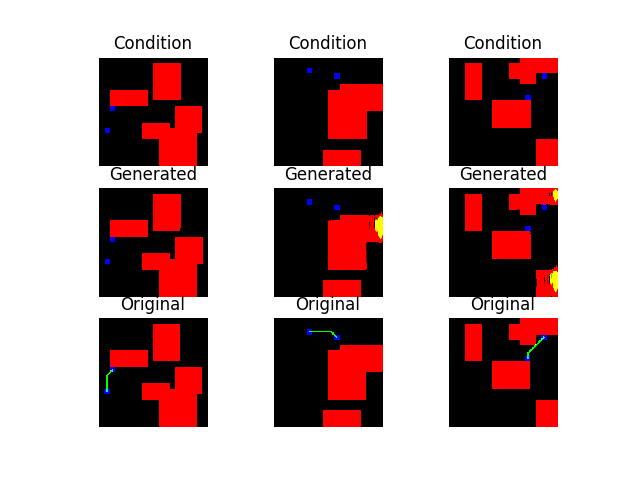 Condition Condition Condition
Generated Generated Generated
Original Original Original